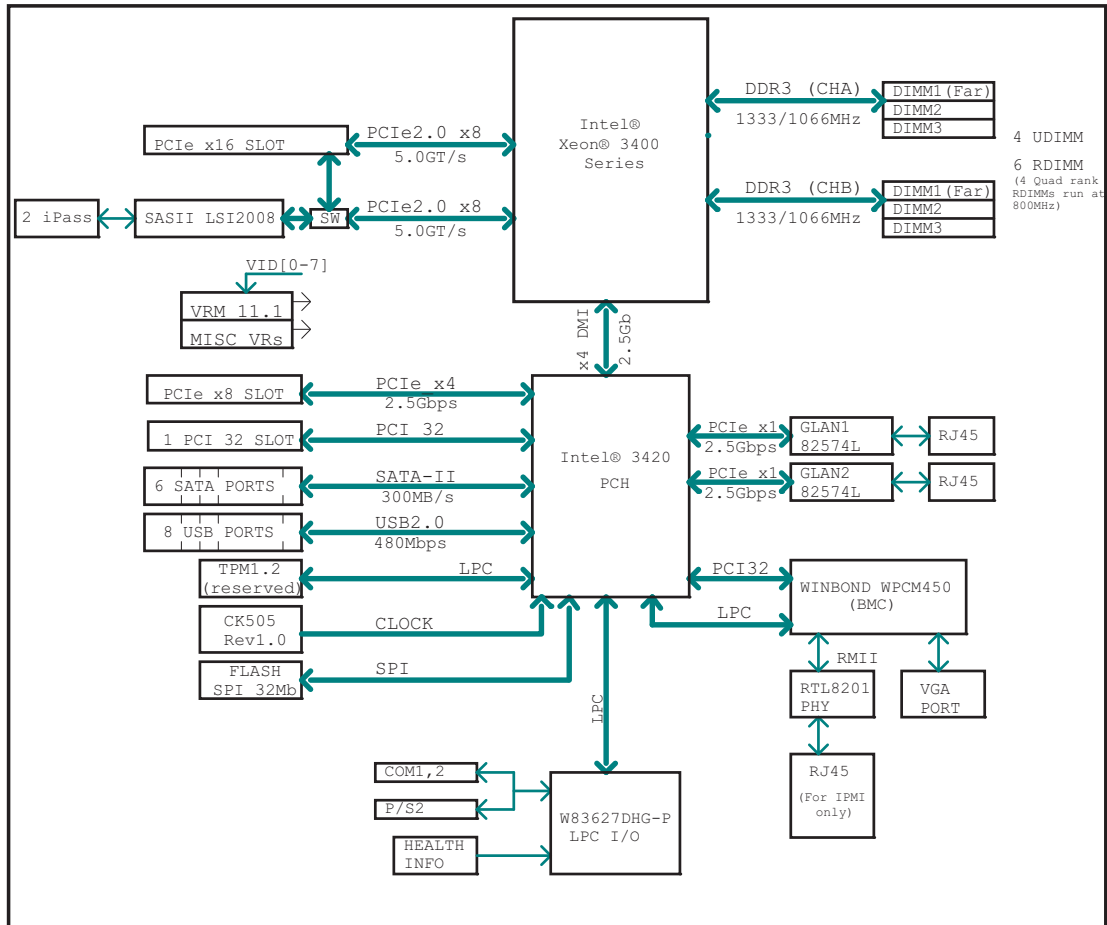 Intel®
Xeon® 3400
Series
DDR3 (CHA)
1333/1066MHz
DIMM1(Far)
DIMM2
DIMM3
4 UDIMM
6 RDIMM
(4 Quad rank
RDIMMs run at
800MHz)
DDR3 (CHB)
1333/1066MHz
DIMM1(Far)
DIMM2
DIMM3
PCIe x16 SLOT
PCIe2.0 x8
5.0GT/s
2 iPass
SASII LSI2008
SW
PCIe2.0 x8
5.0GT/s
VID[0-7]
VRM 11.1
MISC VRs
x4 DMI
2.5Gb
PCIe x8 SLOT
PCIe x4
2.5Gbps
1 PCI 32 SLOT
PCI 32
6 SATA PORTS
SATA-II
300MB/s
8 USB PORTS
USB2.0
480Mbps
TPM1.2
(reserved)
LPC
CK505
Rev1.0
CLOCK
FLASH
SPI 32Mb
SPI
Intel® 3420
PCH
PCIe x1
2.5Gbps
GLAN1
82574L
RJ45
PCIe x1
2.5Gbps
GLAN2
82574L
RJ45
PCI32
LPC
WINBOND WPCM450
(BMC)
RMII
RTL8201
PHY
VGA
PORT
RJ45
(For IPMI
only)
LPC
COM1,2
P/S2
HEALTH
INFO
W83627DHG-P
LPC I/O